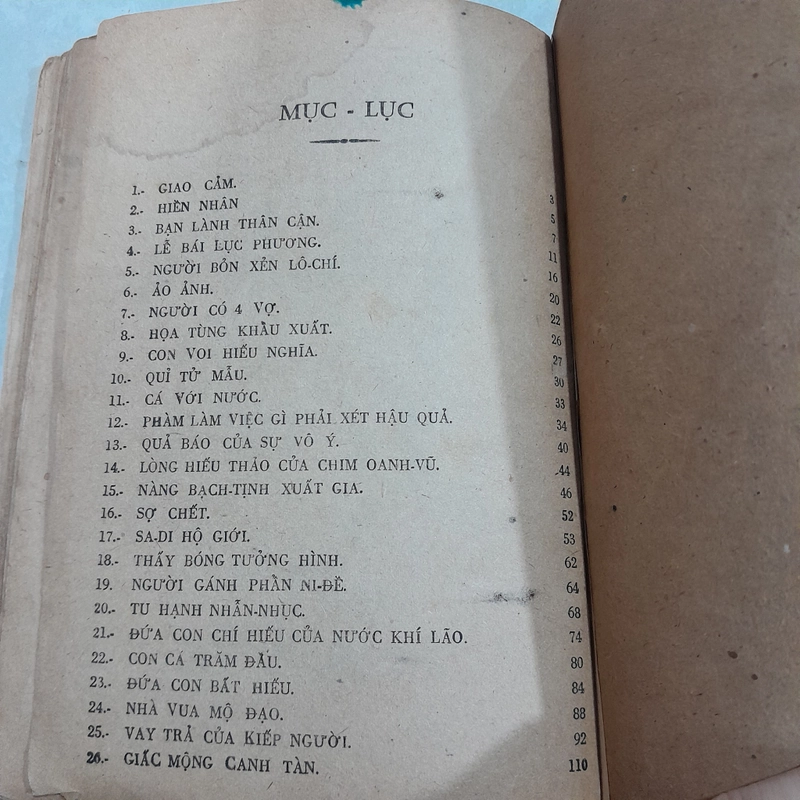 MỤC - LỤC
1.- GIAO CẢM. 3
2.- HIỀN NHÂN 5
3.- BẠN LÀNH THÂN CẬN. 7
4.- LỄ BÁI LỤC PHƯƠNG. 11
5.- NGƯỜI BỎN XẺN LÔ-CHÍ. 16
6.- ẢO ẢNH. 20
7.- NGƯỜI CÓ 4 VỢ. 22
8.- HỌA TÙNG KHẨU XUẤT. 26
9.- CON VOI HIẾU NGHĨA. 27
10.- QUỈ TỬ MẪU. 30
11.- CÁ VỚI NƯỚC. 33
12.- PHÀM LÀM VIỆC GÌ PHẢI XÉT HẬU QUẢ. 34
13.- QUẢ BÁO CỦA SỰ VÔ Ý. 40
14.- LÒNG HIẾU THẢO CỦA CHIM OANH-VŨ. 44
15.- NÀNG BẠCH-TỊNH XUẤT GIA. 46
16.- SỢ CHẾT. 52
17.- SA-DI HỘ GIỚI. 53
18.- THẤY BÓNG TƯỞNG HÌNH. 62
19. NGƯỜI GÁNH PHẦN NI-ĐỀ. 64
20.- TU HẠNH NHẪN-NHỤC. 68
21.- ĐỨA CON CHÍ HIẾU CỦA NƯỚC KHÍ LÃO. 74
22.- CON CÁ TRĂM ĐẦU. 80
23.- ĐỨA CON BẤT HIẾU. 84
24.- NHÀ VUA MỘ ĐẠO. 88
25.- VAY TRẢ CỦA KIẾP NGƯỜI. 92
26.- GIẤC MỘNG CANH TÀN. 110